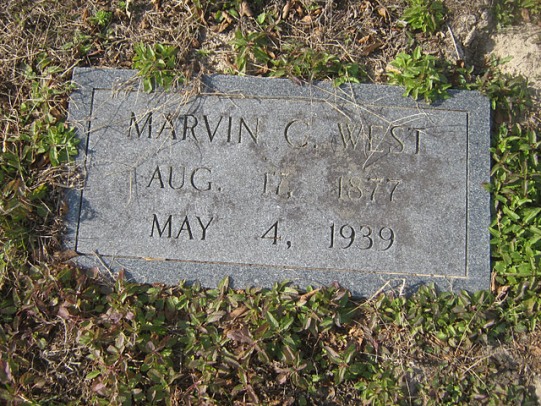 MARVIN C. WEST
AUG. 17, 1877
MAY 4, 1939